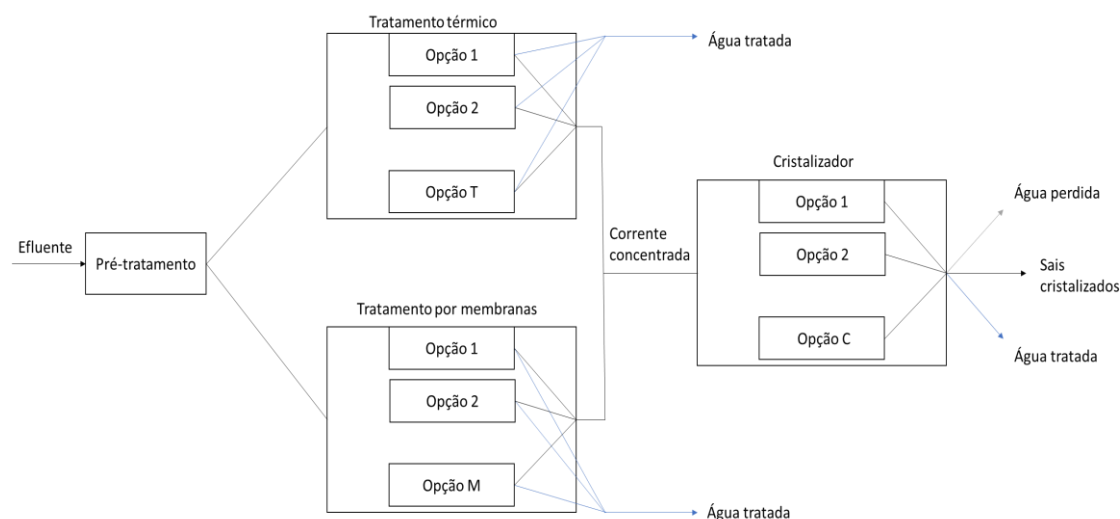 Tratamento térmico
Opção 1
Opção 2
Opção T
Água tratada
Efluente
Pré-tratamento
Tratamento por membranas
Opção 1
Opção 2
Opção M
Água tratada
Corrente
concentrada
Cristalizador
Opção 1
Opção 2
Opção C
Água perdida
Sais
cristalizados
Água tratada